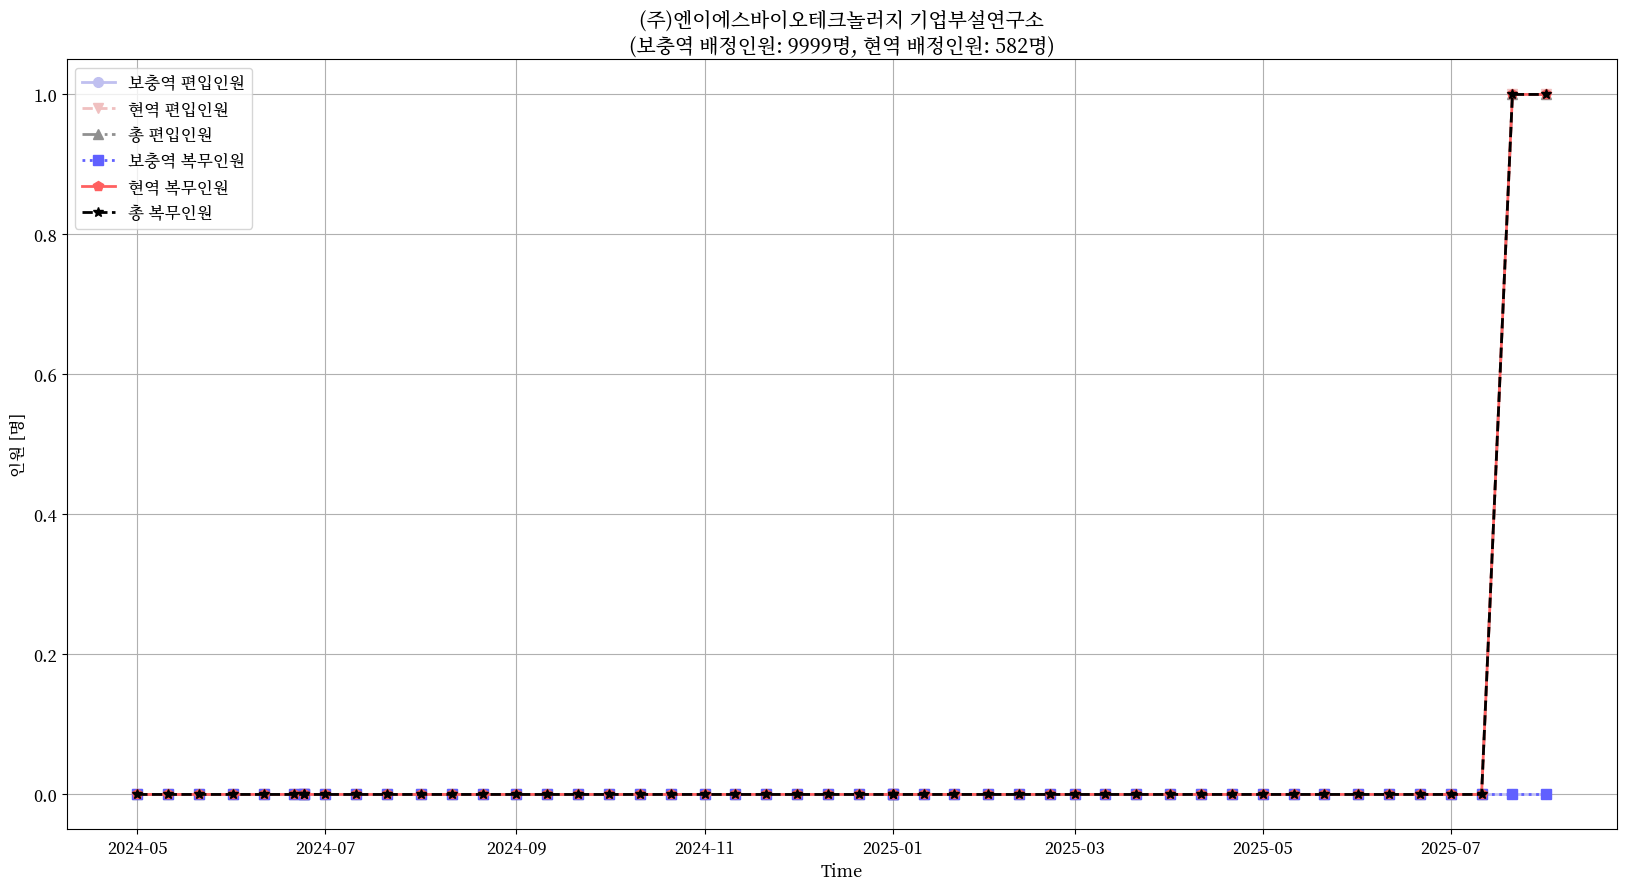 (주)엔이에스바이오테크놀러지 기업부설연구소
(보충역 배정인원: 9999명, 현역 배정인원: 582명)
보충역 편입인원
현역 편입인원
총 편입인원
보충역 복무인원
현역 복무인원
총 복무인원
1.0
0.8
0.6
0.4
0.2
0.0
인원 [명]
2024-05
2024-07
2024-09
2024-11
2025-01
2025-03
2025-05
2025-07
Time